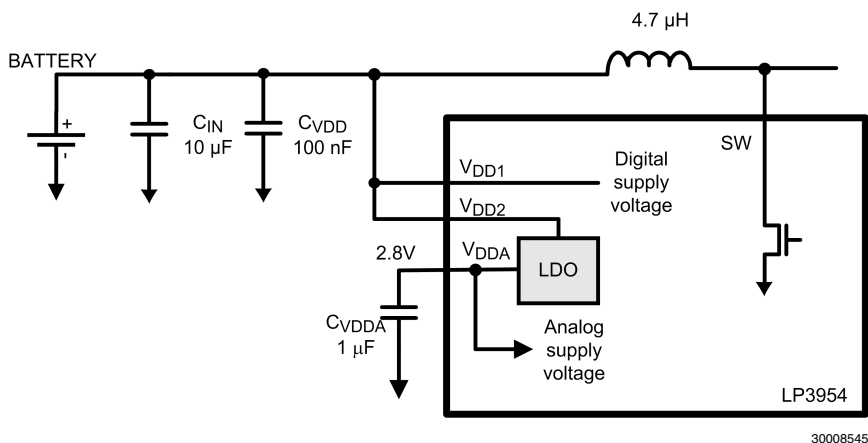 4.7 µH
BATTERY
+
-
CIN
10 µF
CVDD
100 nF
SW
VDD1
Digital
supply
voltage
VDD2
2.8V
VDDA
LDO
CVDDA
1 µF
Analog
supply
voltage
LP3954
30008545